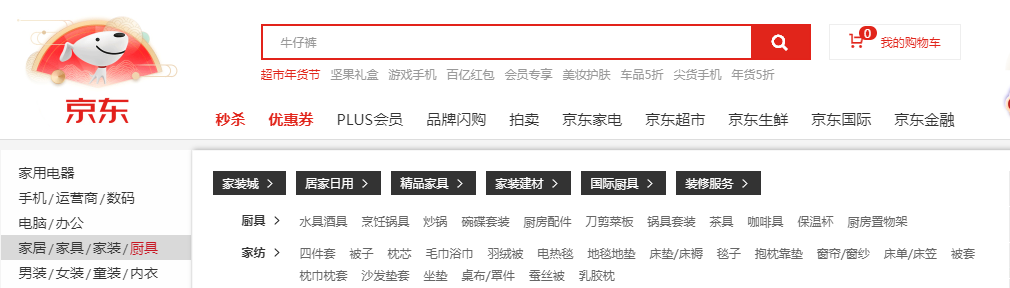 牛仔裤
0 我的购物车
超市年货节 坚果礼盒 游戏手机 百亿红包 会员专享 美妆护肤 车品5折 尖货手机 年货5折
京东
秒杀 优惠券 PLUS会员 品牌闪购 拍卖 京东家电 京东超市 京东生鲜 京东国际 京东金融
家用电器
手机/运营商/数码
电脑/办公
家居/家具/家装/厨具
男装/女装/童装/内衣
家装城 > 居家日用 > 精品家具 > 家装建材 > 国际厨具 > 装修服务 >
厨具 > 水具酒具 烹饪锅具 炒锅 碗碟套装 厨房配件 刀剪菜板 锅具套装 茶具 咖啡具 保温杯 厨房置物架
家纺 > 四件套 被子 枕芯 毛巾浴巾 羽绒被 电热毯 地毯地垫 床垫/床褥 毯子 抱枕靠垫 窗帘/窗纱 床单/床笠 被套
枕巾枕套 沙发垫套 坐垫 桌布/罩件 蚕丝被 乳胶枕